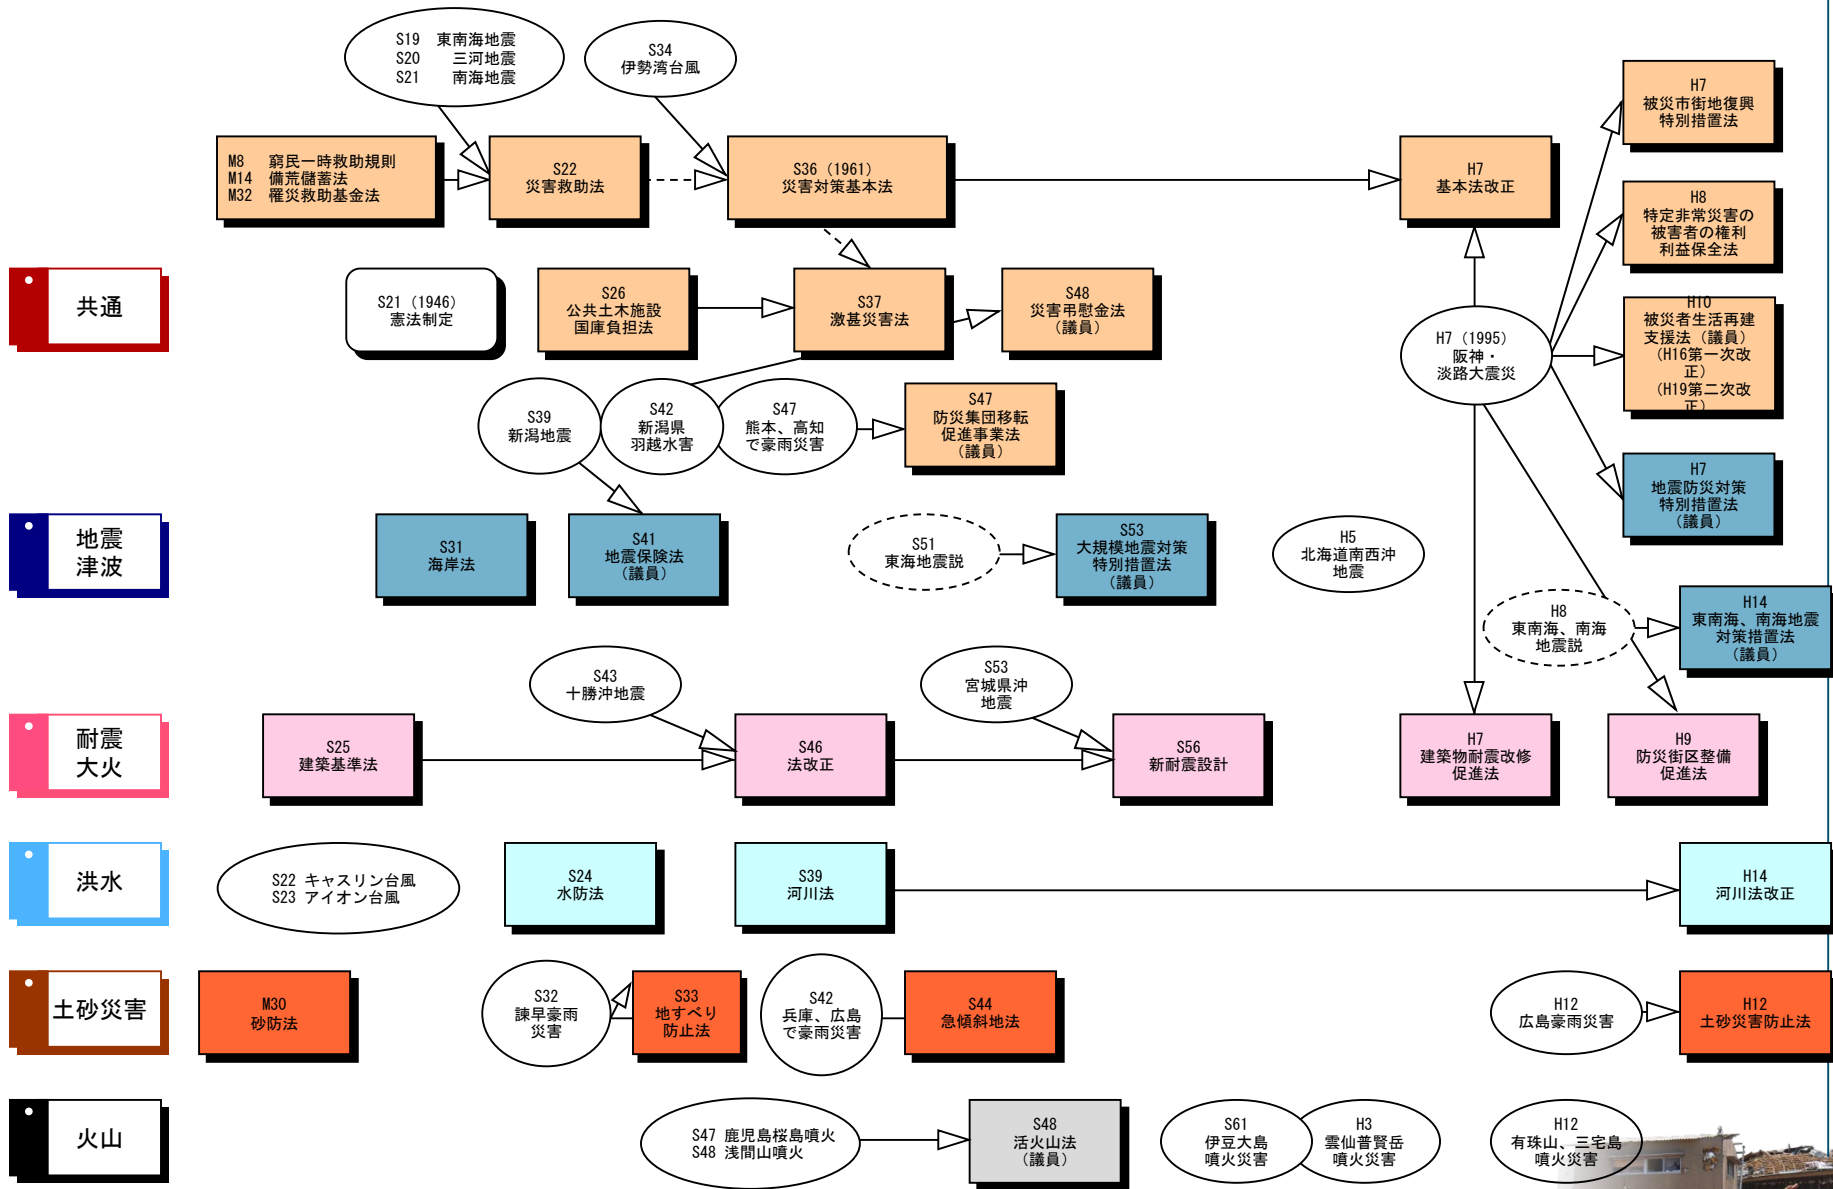 S19 東南海地震
S20 三河地震
S21 南海地震
S34
伊勢湾台風
H7
被災市街地復興
特別措置法
M8 窮民一時救助規則
M14 備荒儲蓄法
M32 罹災救助基金法
S22
災害救助法
S36 (1961)
災害対策基本法
H7
基本法改正
H8
特定非常災害の
被害者の権利
利益保全法
共通
S21 (1946)
憲法制定
S26
公共土木施設
国庫負担法
S37
激甚災害法
S48
災害弔慰金法
(議員)
H7 (1995)
阪神・
淡路大震災
H10
被災者生活再建
支援法(議員)
(H16第一次改
正)
(H19第二次改
正)
S39
新潟地震
S42
新潟県
羽越水害
S47
熊本、高知
で豪雨災害
S47
防災集団移転
促進事業法
(議員)
H7
地震防災対策
特別措置法
(議員)
地震
津波
S31
海岸法
S41
地震保険法
(議員)
S51
東海地震説
S53
大規模地震対策
特別措置法
(議員)
H5
北海道南西沖
地震
H8
東南海、南海
地震説
H14
東南海、南海地震
対策措置法
(議員)
S43
十勝沖地震
S53
宮城県沖
地震
耐震
大火
S25
建築基準法
S46
法改正
S56
新耐震設計
H7
建築物耐震改修
促進法
H9
防災街区整備
促進法
洪水
S22 キャスリン台風
S23 アイオン台風
S24
水防法
S39
河川法
H14
河川法改正
土砂災害
M30
砂防法
S32
諫早豪雨
災害
S33
地すべり
防止法
S42
兵庫、広島
で豪雨災害
S44
急傾斜地法
H12
広島豪雨災害
H12
土砂災害防止法
火山
S47 鹿児島桜島噴火
S48 浅間山噴火
S48
活火山法
(議員)
S61
伊豆大島
噴火災害
H3
雲仙普賢岳
噴火災害
H12
有珠山、三宅島
噴火災害